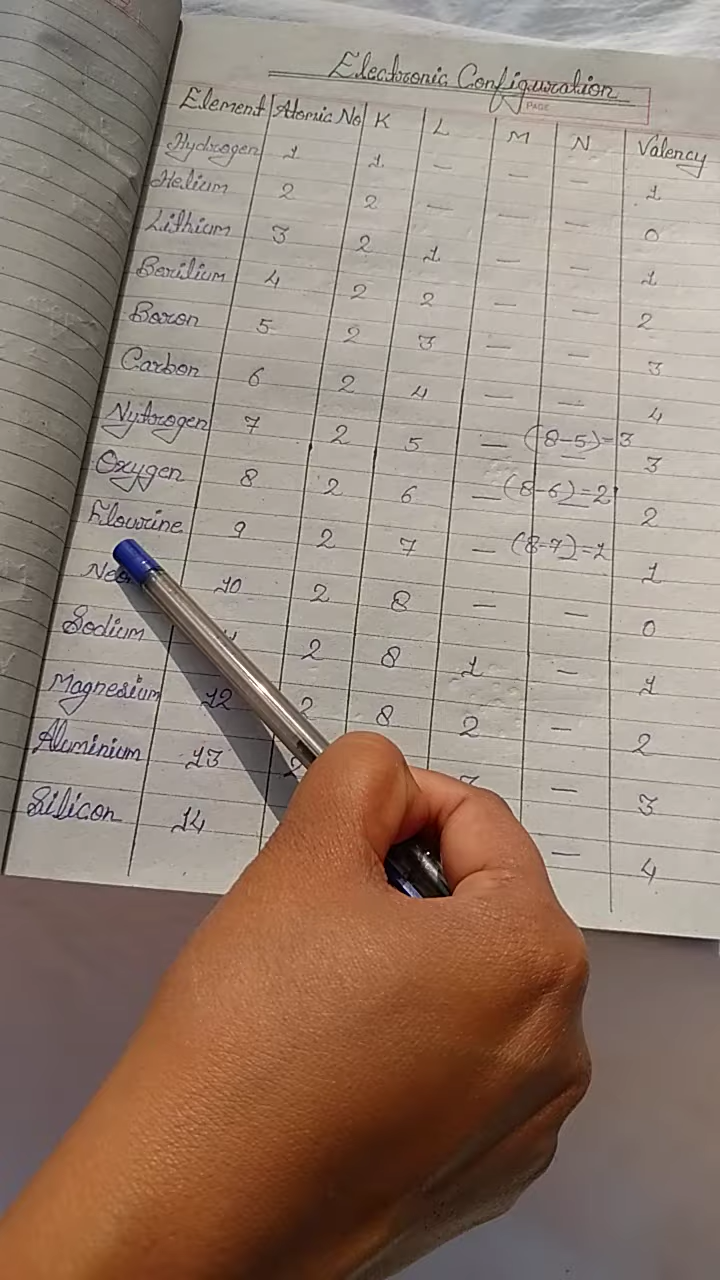 Electronic Configuration
PAGE
Element Atomic No K L M N Valency
Hydrogen 1 1 — — — 1
Helium 2 2 — — — 0
Lithium 3 2 1 — — 1
Berilium 4 2 2 — — 2
Boron 5 2 3 — — 3
Carbon 6 2 4 — — 4
Nytrogen 7 2 5 — (8-5)=3 3
Oxygen 8 2 6 — (8-6)=2 2
Flourine 9 2 7 — (8-7)=1 1
10 2 8 — — 0
Sodium 2 8 1 — 1
Magnesium 12 2 8 2 — 2
Aluminium 13 2 — 3
Silicon 14 — 4